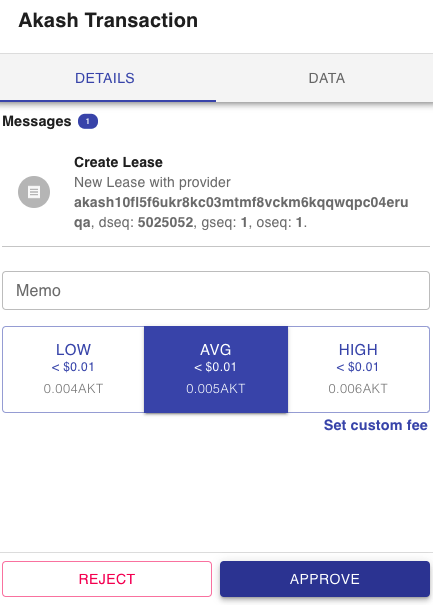 Akash Transaction
DETAILS
DATA
Messages 1
Create Lease
New Lease with provider
akash10fl5f6ukr8kc03mtmf8vckm6kqqwqpc04eru
qa, dseq: 5025052, gseq: 1, oseq: 1.
Memo
LOW
< $0.01
0.004AKT
AVG
< $0.01
0.005AKT
HIGH
< $0.01
0.006AKT
Set custom fee
REJECT
APPROVE